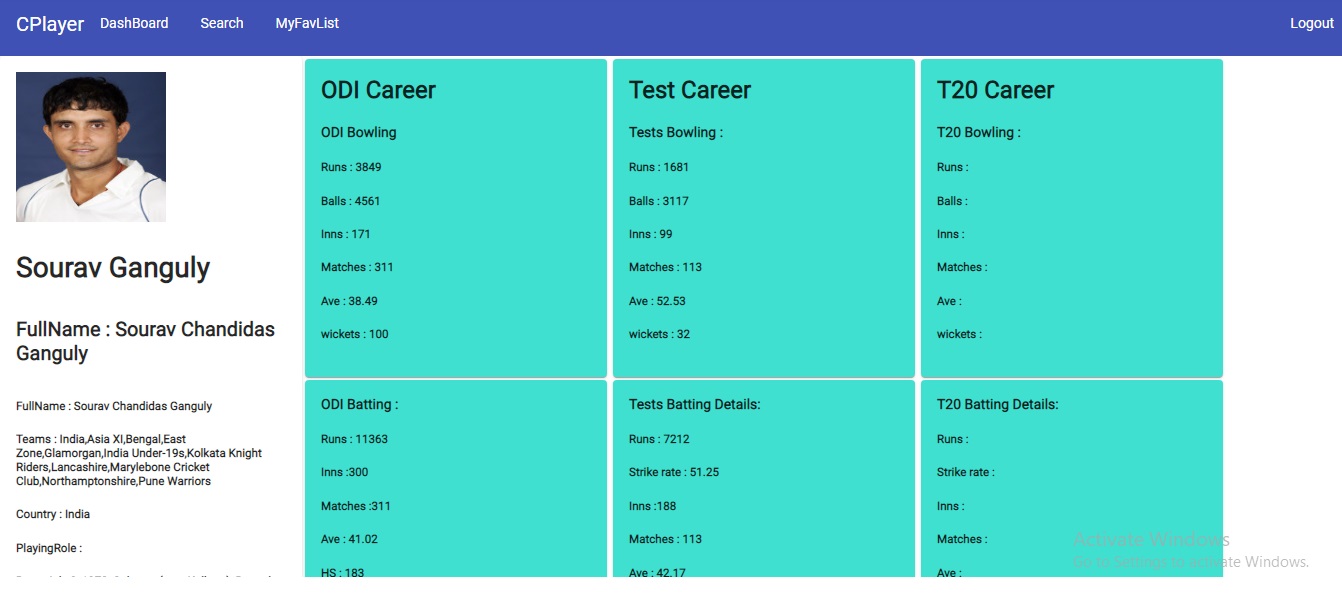 CPlayer DashBoard Search MyFavList Logout
Sourav Ganguly
FullName : Sourav Chandidas
Ganguly
FullName : Sourav Chandidas Ganguly
Teams : India,Asia XI,Bengal,East
Zone,Glamorgan,India Under-19s,Kolkata Knight
Riders,Lancashire,Marylebone Cricket
Club,Northamptonshire,Pune Warriors
Country : India
PlayingRole :
ODI Career
ODI Bowling
Runs : 3849
Balls : 4561
Inns : 171
Matches : 311
Ave : 38.49
wickets : 100
ODI Batting :
Runs : 11363
Inns :300
Matches :311
Ave : 41.02
HS : 183
Test Career
Tests Bowling :
Runs : 1681
Balls : 3117
Inns : 99
Matches : 113
Ave : 52.53
wickets : 32
Tests Batting Details:
Runs : 7212
Strike rate : 51.25
Inns :188
Matches : 113
Ave : 42.17
T20 Career
T20 Bowling :
Runs :
Balls :
Inns :
Matches :
Ave :
wickets :
T20 Batting Details:
Runs :
Strike rate :
Inns :
Matches :
Ave :
Activate Windows
Go to Settings to activate Windows.